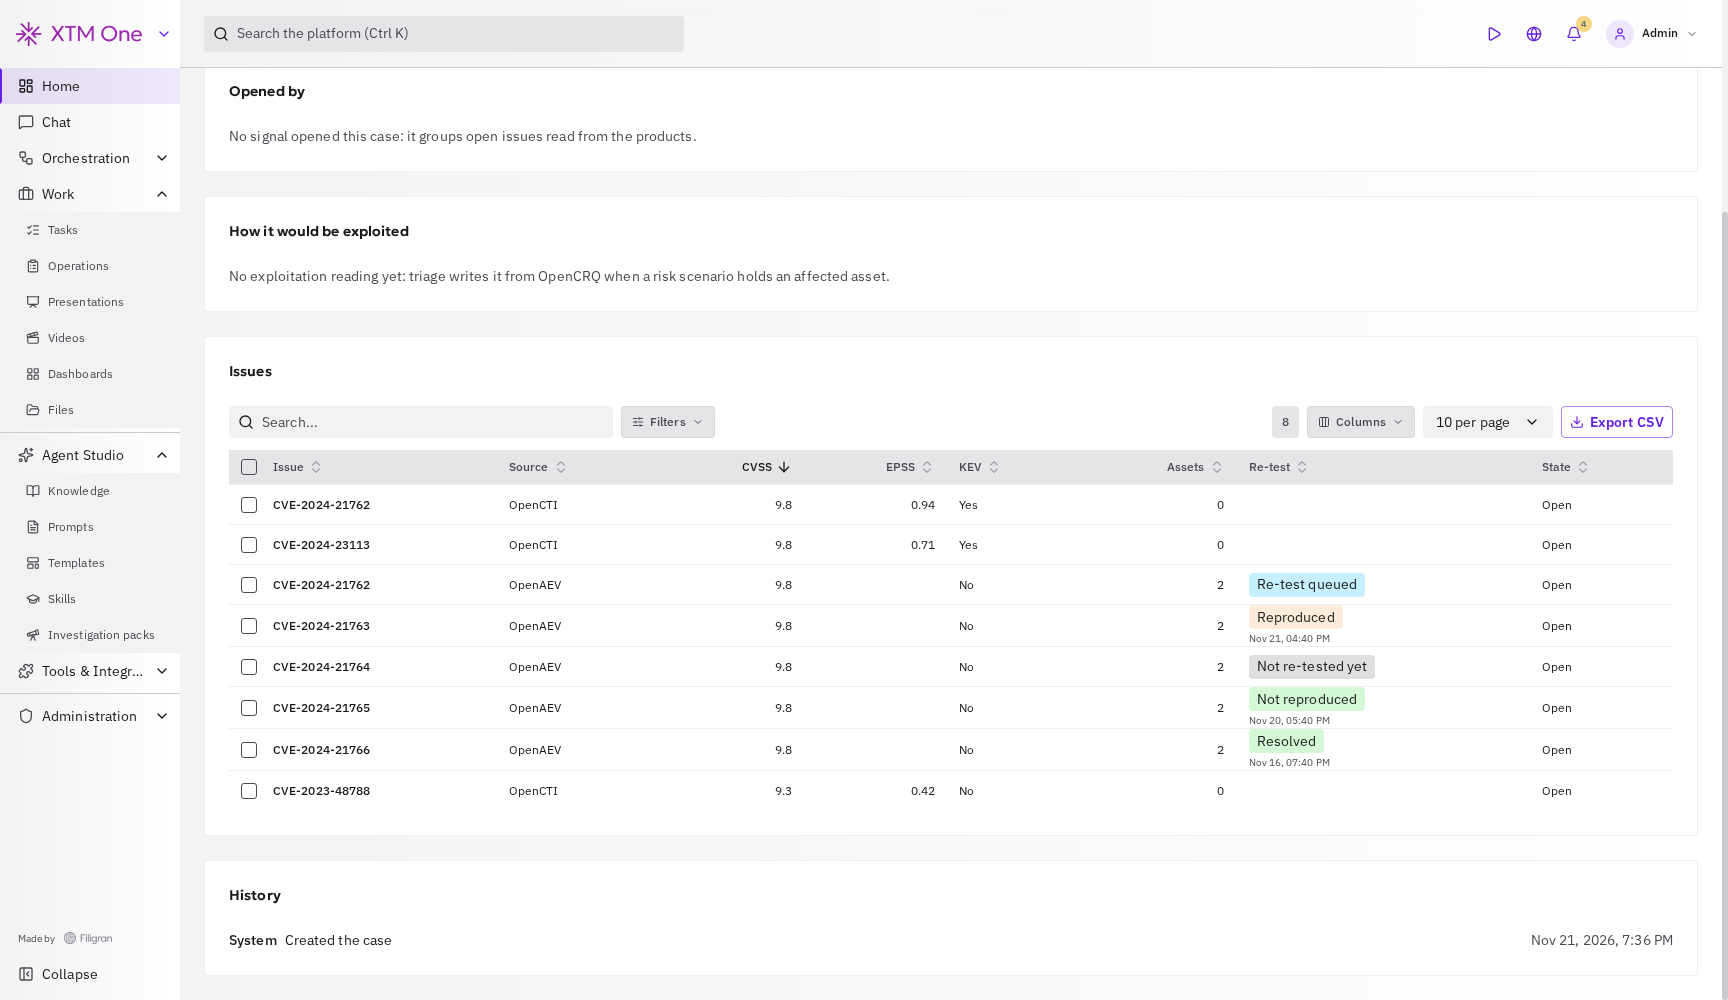 XTM One
Search the platform (Ctrl K)
4
Admin
Home
Chat
Orchestration
Work
Tasks
Operations
Presentations
Videos
Dashboards
Files
Agent Studio
Knowledge
Prompts
Templates
Skills
Investigation packs
Tools & Integr...
Administration
Made by Filigran
Collapse
Opened by
No signal opened this case: it groups open issues read from the products.
How it would be exploited
No exploitation reading yet: triage writes it from OpenCRQ when a risk scenario holds an affected asset.
Issues
Search... Filters 8 Columns 10 per page Export CSV
Issue Source CVSS EPSS KEV Assets Re-test State
CVE-2024-21762 OpenCTI 9.8 0.94 Yes 0 Open
CVE-2024-23113 OpenCTI 9.8 0.71 Yes 0 Open
CVE-2024-21762 OpenAEV 9.8 No 2 Re-test queued Open
CVE-2024-21763 OpenAEV 9.8 No 2 Reproduced Nov 21, 04:40 PM Open
CVE-2024-21764 OpenAEV 9.8 No 2 Not re-tested yet Open
CVE-2024-21765 OpenAEV 9.8 No 2 Not reproduced Nov 20, 05:40 PM Open
CVE-2024-21766 OpenAEV 9.8 No 2 Resolved Nov 16, 07:40 PM Open
CVE-2023-48788 OpenCTI 9.3 0.42 No 0 Open
History
System Created the case Nov 21, 2026, 7:36 PM